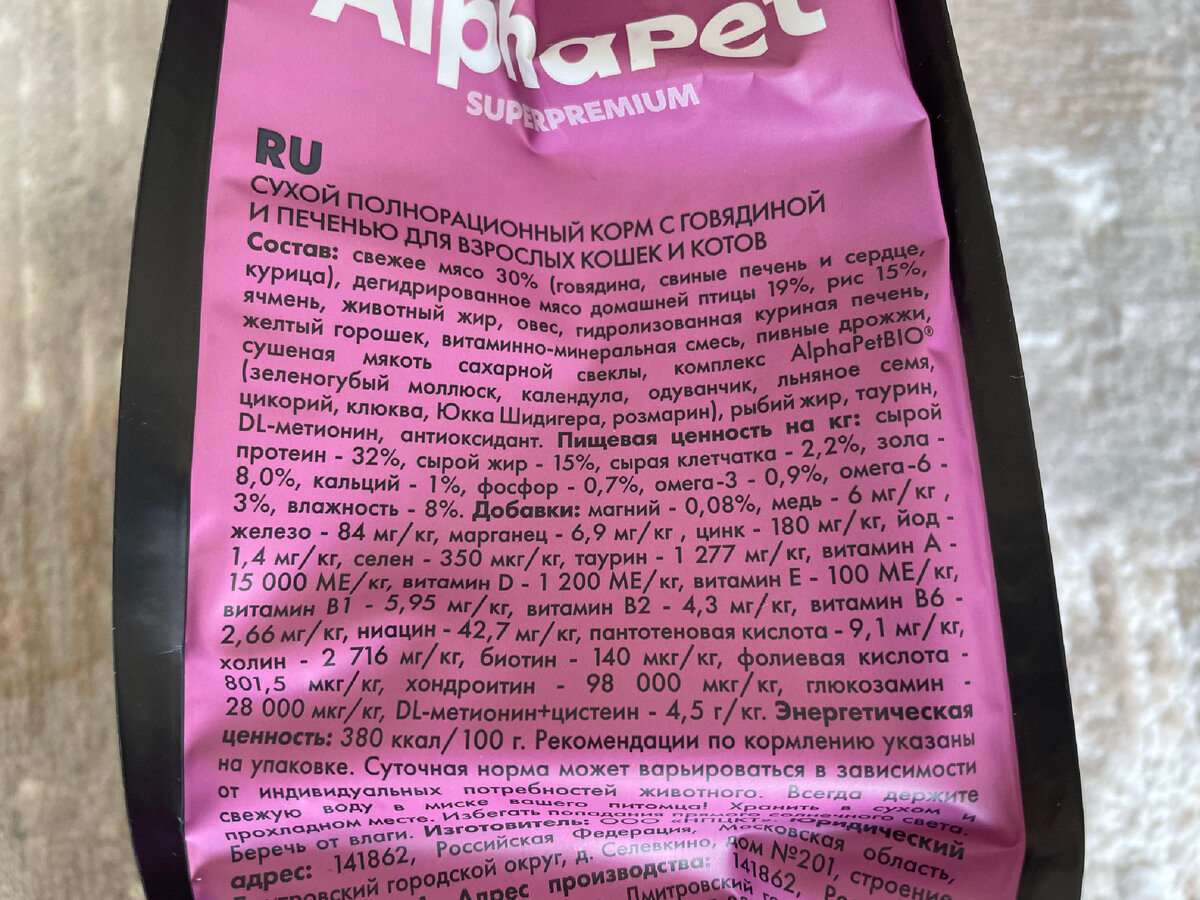 AlphaPet
SUPERPREMIUM
RU
СУХОЙ ПОЛНОРАЦИОННЫЙ КОРМ С ГОВЯДИНОЙ
И ПЕЧЕНЬЮ ДЛЯ ВЗРОСЛЫХ КОШЕК И КОТОВ
Состав: свежее мясо 30% (говядина, свиные печень и сердце,
курица), дегидрированное мясо домашней птицы 19%, рис 15%,
ячмень, животный жир, овес, гидролизованная куриная печень,
желтый горошек, витаминно-минеральная смесь, пивные дрожжи,
сушеная мякоть сахарной свеклы, комплекс AlphaPetBIO®
(зеленогубый моллюск, календула, одуванчик, льняное семя,
цикорий, клюква, Юкка Шидигера, розмарин), рыбий жир, таурин,
DL-метионин, антиоксидант. Пищевая ценность на кг: сырой
протеин - 32%, сырой жир - 15%, сырая клетчатка - 2,2%, зола -
8,0%, кальций - 1%, фосфор - 0,7%, омега-3 - 0,9%, омега-6 -
3%, влажность - 8%. Добавки: магний - 0,08%, медь - 6 мг/кг ,
железо - 84 мг/кг, марганец - 6,9 мг/кг , цинк - 180 мг/кг, йод -
1,4 мг/кг, селен - 350 мкг/кг, таурин - 1 277 мг/кг, витамин А -
15 000 МЕ/кг, витамин D - 1 200 МЕ/кг, витамин Е - 100 МЕ/кг,
витамин В1 - 5,95 мг/кг, витамин В2 - 4,3 мг/кг, витамин В6 -
2,66 мг/кг, ниацин - 42,7 мг/кг, пантотеновая кислота - 9,1 мг/кг,
холин - 2 716 мг/кг, биотин - 140 мкг/кг, фолиевая кислота -
801,5 мкг/кг, хондроитин - 98 000 мкг/кг, глюкозамин -
28 000 мкг/кг, DL-метионин+цистеин - 4,5 г/кг. Энергетическая
ценность: 380 ккал/100 г. Рекомендации по кормлению указаны
на упаковке. Суточная норма может варьироваться в зависимости
от индивидуальных потребностей животного. Всегда держите
свежую воду в миске вашего питомца! Хранить в сухом и
прохладном месте. Избегать попадания прямого солнечного света.
Беречь от влаги. Изготовитель: ООО Юридический
адрес: 141862, Российская Федерация, Московская область,
Дмитровский городской округ, д. Селевкино, дом №201, строение
Адрес производства: 141862,
Дмитровский